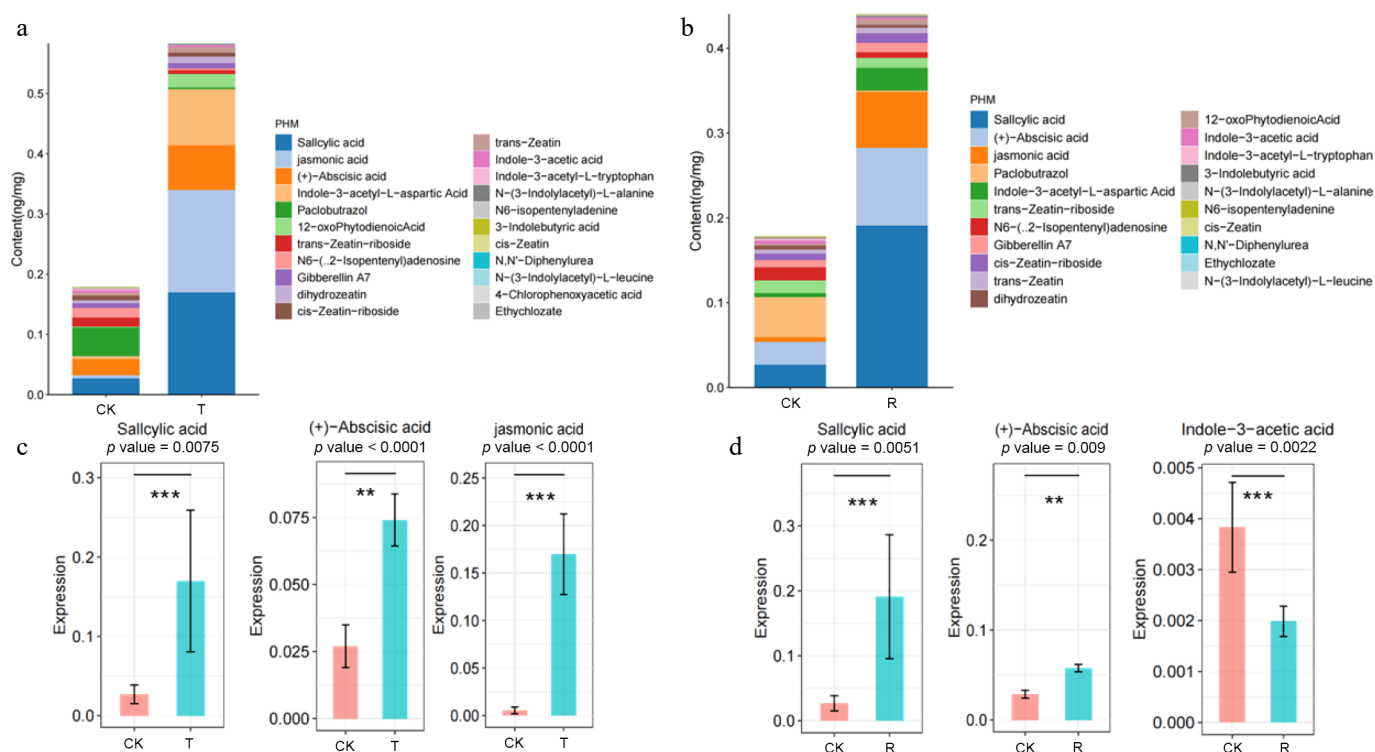 a
Content(ng/mg)
0.5
0.4
0.3
0.2
0.1
0.0
CK
T
PHM
Sallcylic acid
jasmonic acid
(+)−Abscisic acid
Indole−3−acetyl−L−aspartic Acid
Paclobutrazol
12−oxoPhytodienoicAcid
trans−Zeatin−riboside
N6−(..2−Isopentenyl)adenosine
Gibberellin A7
dihydrozeatin
cis−Zeatin−riboside
trans−Zeatin
Indole−3−acetic acid
Indole−3−acetyl−L−tryptophan
N−(3−Indolylacetyl)−L−alanine
N6−isopentenyladenine
3−Indolebutyric acid
cis−Zeatin
N,N'−Diphenylurea
N−(3−Indolylacetyl)−L−leucine
4−Chlorophenoxyacetic acid
Ethychlozate
b
Content(ng/mg)
0.4
0.3
0.2
0.1
0.0
CK
R
PHM
Sallcylic acid
(+)−Abscisic acid
jasmonic acid
Paclobutrazol
Indole−3−acetyl−L−aspartic Acid
trans−Zeatin−riboside
N6−(..2−Isopentenyl)adenosine
Gibberellin A7
cis−Zeatin−riboside
trans−Zeatin
dihydrozeatin
12−oxoPhytodienoicAcid
Indole−3−acetic acid
Indole−3−acetyl−L−tryptophan
3−Indolebutyric acid
N−(3−Indolylacetyl)−L−alanine
N6−isopentenyladenine
cis−Zeatin
N,N'−Diphenylurea
Ethychlozate
N−(3−Indolylacetyl)−L−leucine
c
Sallcylic acid
p value = 0.0075
***
Expression
0.3
0.2
0.1
0.0
CK
T
(+)−Abscisic acid
p value < 0.0001
**
Expression
0.075
0.050
0.025
0.000
CK
T
jasmonic acid
p value < 0.0001
***
Expression
0.25
0.20
0.15
0.10
0.05
0.00
CK
T
d
Sallcylic acid
p value = 0.0051
***
Expression
0.3
0.2
0.1
0.0
CK
R
(+)−Abscisic acid
p value = 0.009
**
Expression
0.2
0.1
0.0
CK
R
Indole−3−acetic acid
p value = 0.0022
***
Expression
0.005
0.004
0.003
0.002
0.001
0.000
CK
R